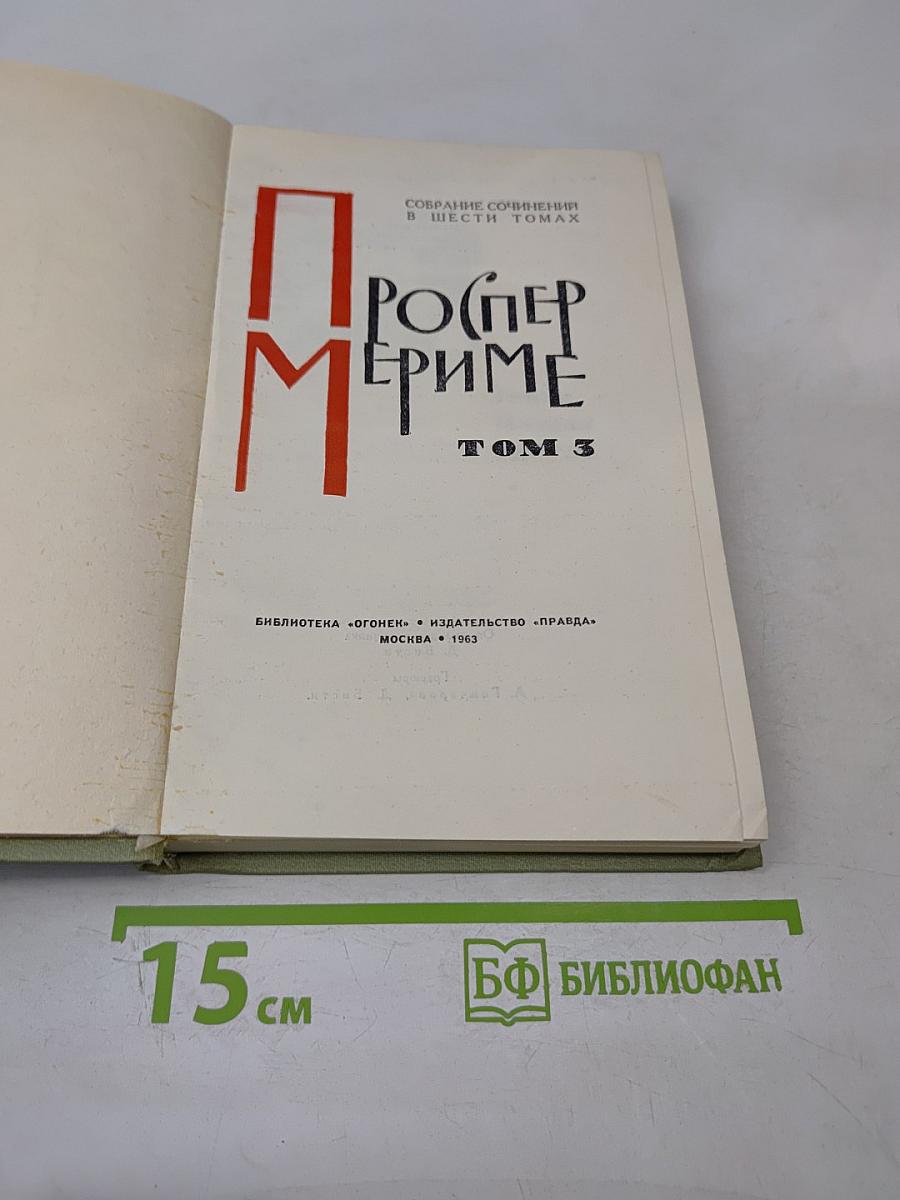 СОБРАНИЕ СОЧИНЕНИЙ
В ШЕСТИ ТОМАХ
ПРОСПЕР
МЕРИМЕ
ТОМ 3
БИБЛИОТЕКА «ОГОНЕК» • ИЗДАТЕЛЬСТВО «ПРАВДА»
МОСКВА • 1963
15 см
БФ БИБЛИОФАН